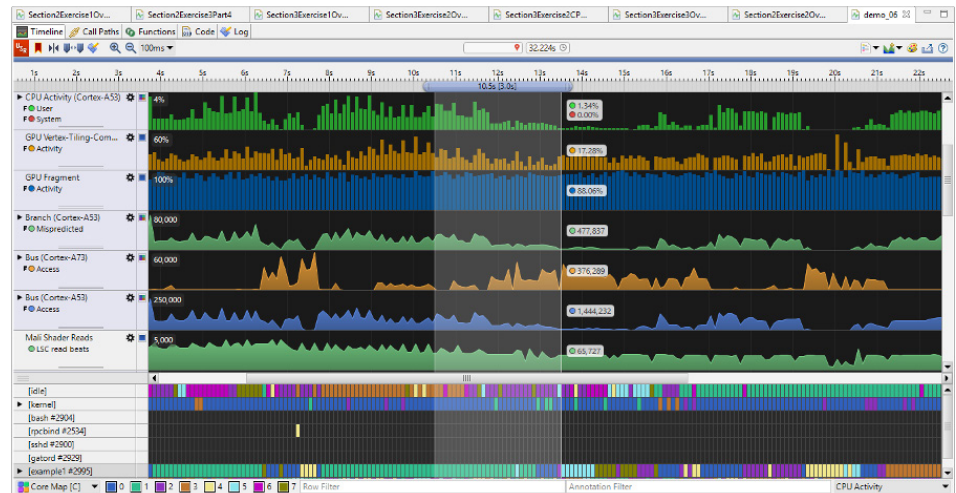 Section2Exercise1Ov... Section2Exercise3Part4 Section3Exercise1Ov... Section3Exercise2Ov... Section3Exercise2CP... Section3Exercise3Ov... Section2Exercise2Ov... demo_06
Timeline Call Paths Functions Code Log
100ms 32.224s
1s 2s 3s 4s 5s 6s 7s 8s 9s 10s 11s 12s 13s 14s 15s 16s 17s 18s 19s 20s 21s 22s
10.5s [3.0s]
CPU Activity (Cortex-A53) 4%
F User 1.34%
F System 0.00%
GPU Vertex-Tiling-Com... 60%
F Activity 17.28%
GPU Fragment 100%
F Activity 88.06%
Branch (Cortex-A53) 80,000
F Mispredicted 477,837
Bus (Cortex-A73) 60,000
F Access 376,289
Bus (Cortex-A53) 250,000
F Access 1,444,232
Mali Shader Reads 5,000
LSC read beats 65,727
[idle]
[kernel]
[bash #2904]
[rpcbind #2534]
[sshd #2900]
[gatord #2929]
[example1 #2995]
Core Map [C] 0 1 2 3 4 5 6 7 Row Filter Annotation Filter CPU Activity